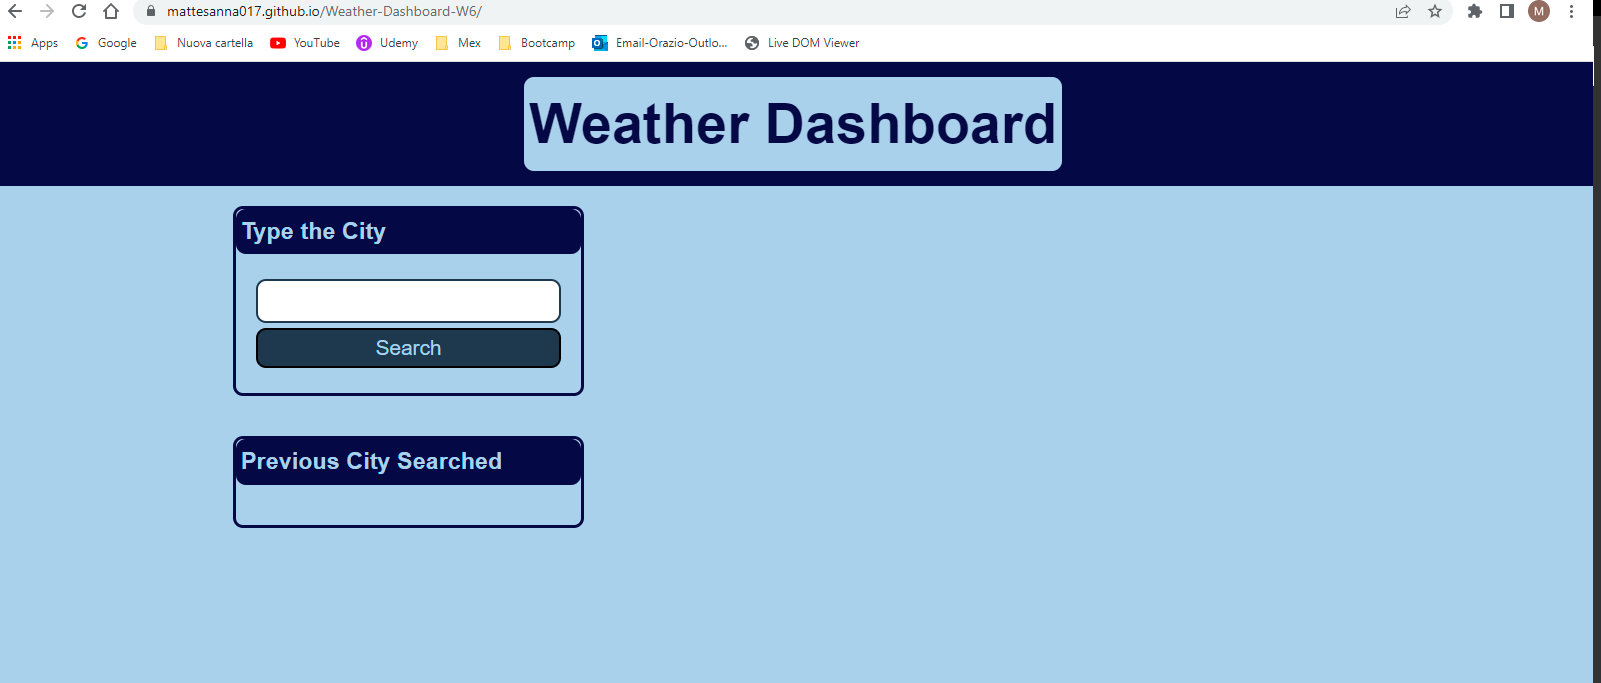 mattesanna017.github.io/Weather-Dashboard-W6/
M
Apps Google Nuova cartella YouTube Udemy Mex Bootcamp Email-Orazio-Outlo... Live DOM Viewer
Weather Dashboard
Type the City
Search
Previous City Searched